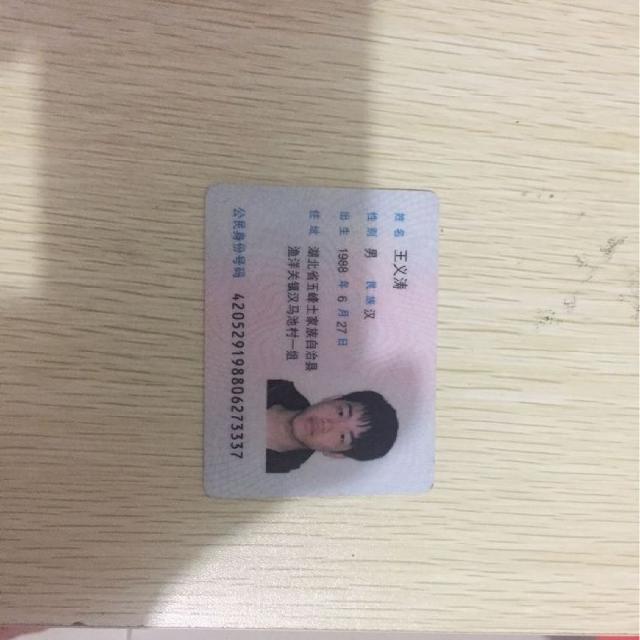 姓名 王义涛
性别 男 民族 汉
出生 1988 年 6 月 27 日
住址 湖北省五峰土家族自治县
渔洋关镇汉马池村一组
公民身份号码 420529198806273337